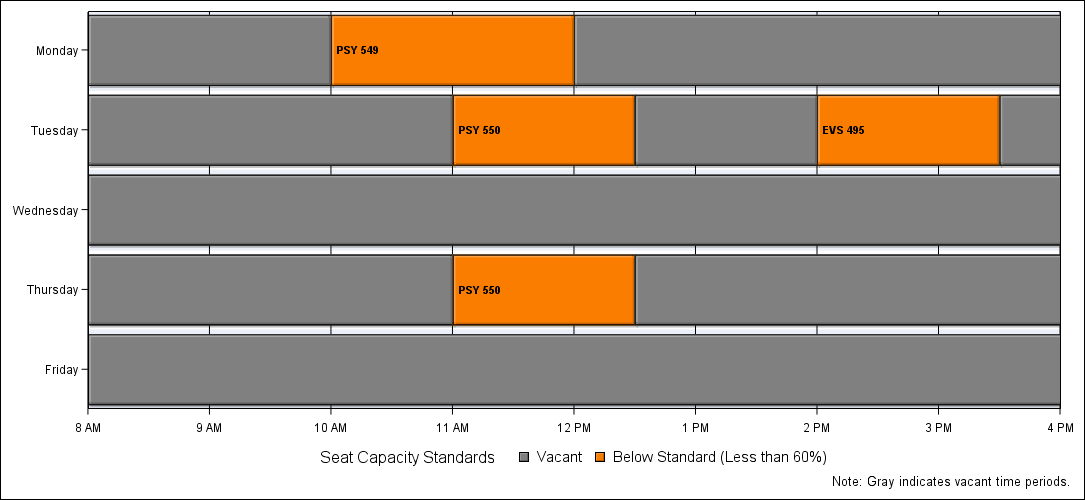 Monday
PSY 549
Tuesday
PSY 550
EVS 495
Wednesday
Thursday
PSY 550
Friday
8 AM 9 AM 10 AM 11 AM 12 PM 1 PM 2 PM 3 PM 4 PM
Seat Capacity Standards Vacant Below Standard (Less than 60%)
Note: Gray indicates vacant time periods.